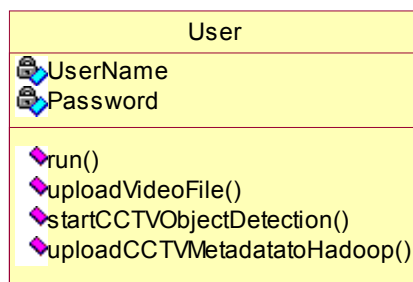 User
UserName
Password
run()
uploadVideoFile()
startCCTVObjectDetection()
uploadCCTVMetadatatoHadoop()